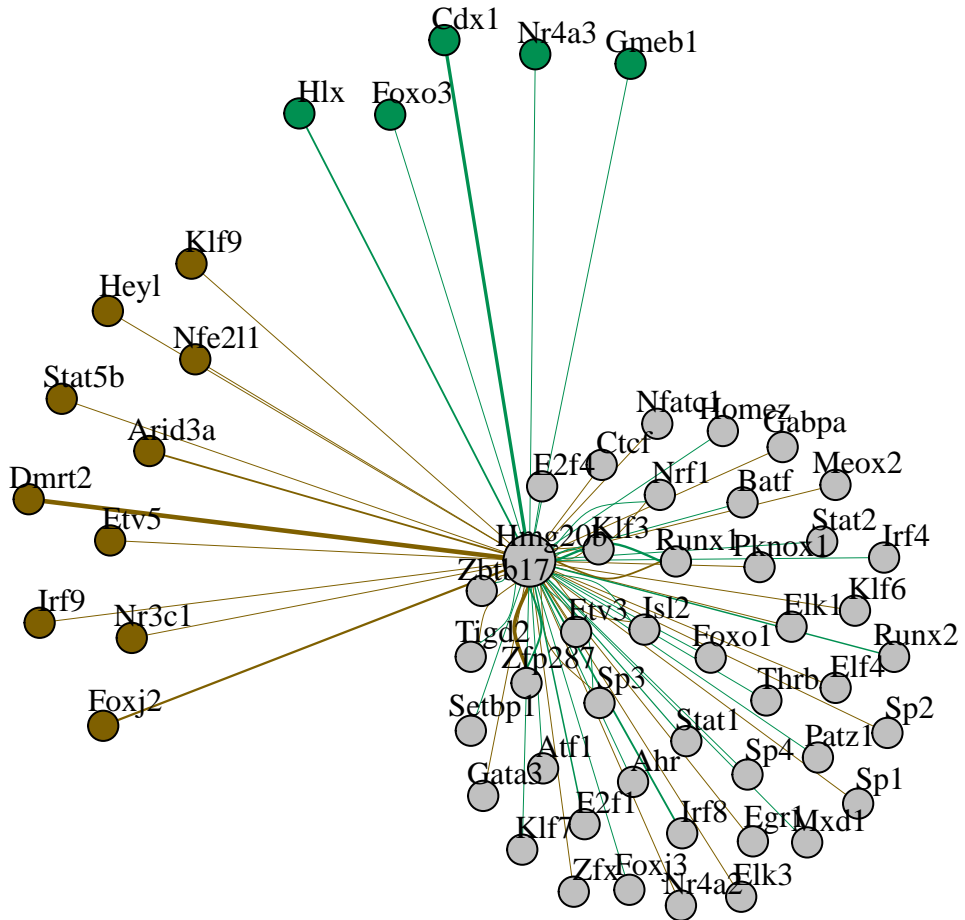 Cdx1
Nr4a3
Gmeb1
Hlx
Foxo3
Klf9
Heyl
Nfe2l1
Stat5b
Arid3a
Dmrt2
Etv5
Irf9
Nr3c1
Foxj2
Nfatc1
Homez
Gabpa
Ctcf
E2f4
Nrf1
Batf
Meox2
Hmg20b
Klf3
Runx1
Pknox1
Stat2
Irf4
Zbtb17
Etv3
Isl2
Elk1
Klf6
Tigd2
Zfp287
Foxo1
Runx2
Sp3
Thrb
Elf4
Setbp1
Stat1
Sp4
Patz1
Sp2
Gata3
Atf1
Ahr
Sp1
Klf7
E2f1
Irf8
Egr1
Mxd1
Zfx
Foxj3
Nr4a2
Elk3